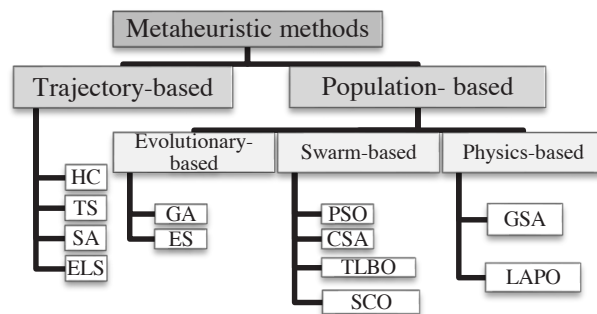 Metaheuristic methods
Trajectory-based
Population- based
Evolutionary-
based
Swarm-based
Physics-based
HC
TS
SA
ELS
GA
ES
PSO
CSA
TLBO
SCO
GSA
LAPO